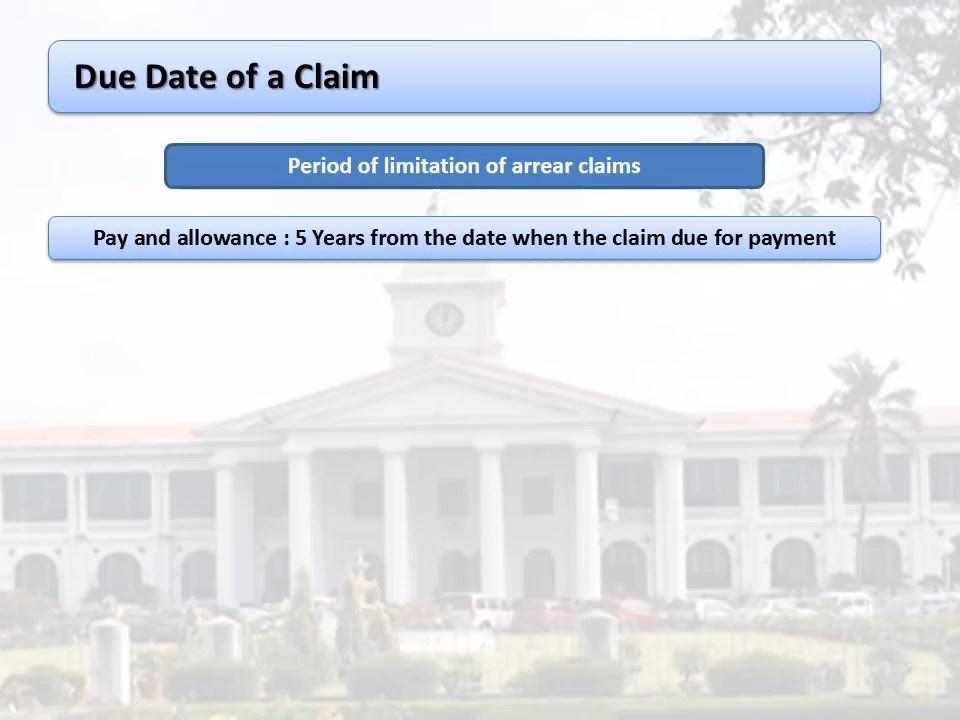 Due Date of a Claim
Period of limitation of arrear claims
Pay and allowance : 5 Years from the date when the claim due for payment